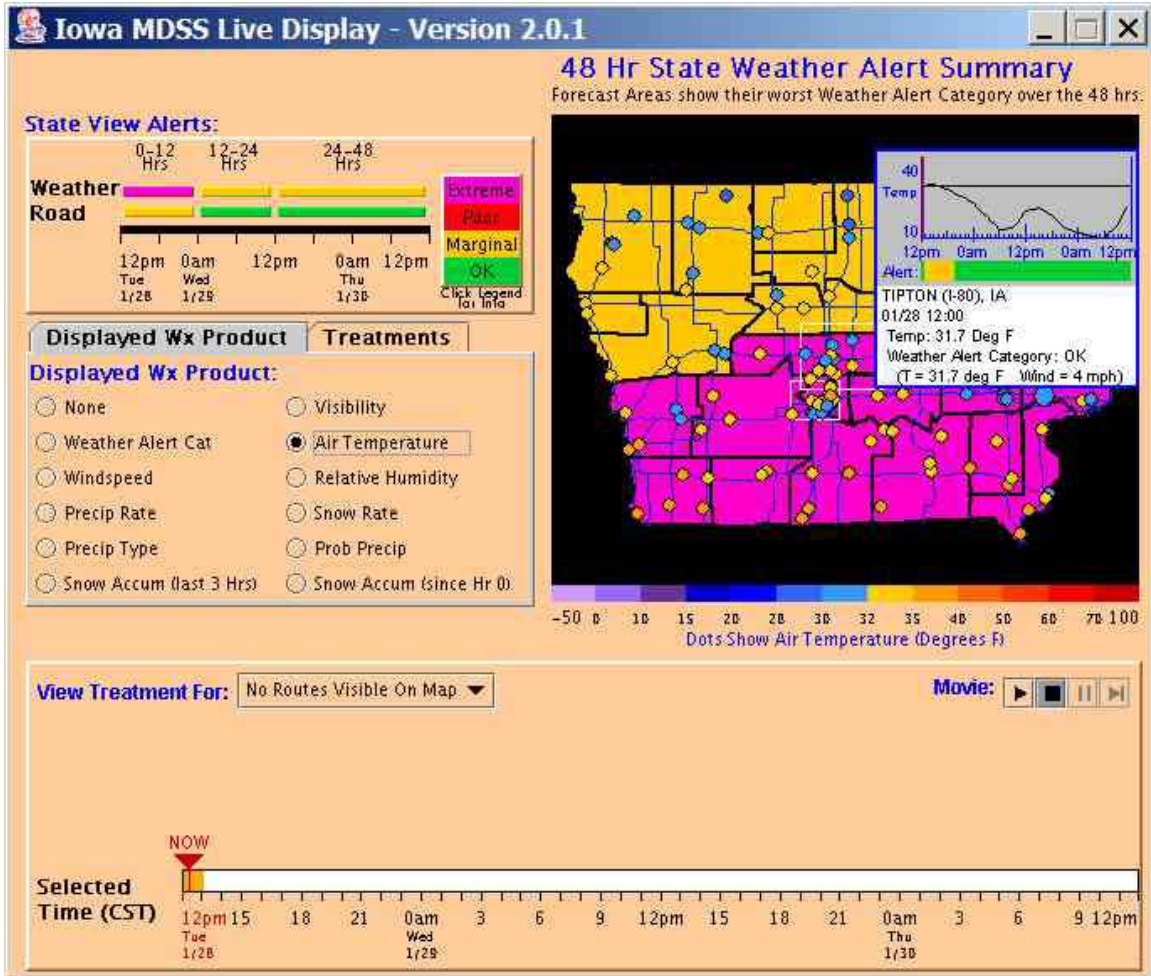 Iowa MDSS Live Display - Version 2.0.1
48 Hr State Weather Alert Summary
Forecast Areas show their worst Weather Alert Category over the 48 hrs.
State View Alerts:
0-12 Hrs
12-24 Hrs
24-48 Hrs
Weather
Road
12pm 0am 12pm 0am 12pm
Tue Wed Thu
1/28 1/29 1/30
Extreme
Poor
Marginal
OK
Click Legend
for Info
40
Temp
10
12pm 0am 12pm 0am 12pm
Alert:
TIPTON (I-80), IA
01/28 12:00
Temp: 31.7 Deg F
Weather Alert Category: OK
(T = 31.7 deg F Wind = 4 mph)
Displayed Wx Product
Treatments
Displayed Wx Product:
None
Visibility
Weather Alert Cat
Air Temperature
Windspeed
Relative Humidity
Precip Rate
Snow Rate
Precip Type
Prob Precip
Snow Accum (last 3 Hrs)
Snow Accum (since Hr 0)
-50 0 10 15 20 28 30 32 35 40 50 60 70 100
Dots Show Air Temperature (Degrees F)
View Treatment For:
No Routes Visible On Map
Movie:
NOW
Selected
Time (CST)
12pm 15 18 21 0am 3 6 9 12pm 15 18 21 0am 3 6 9 12pm
Tue Wed Thu
1/28 1/29 1/30